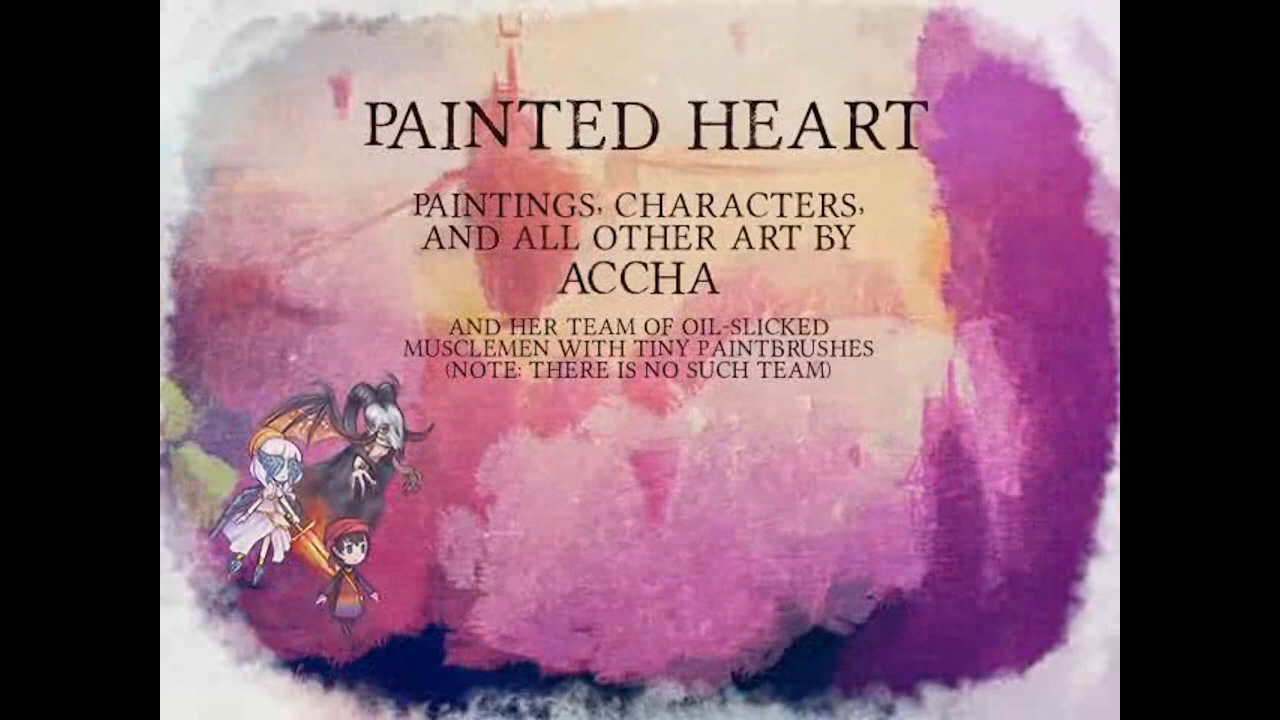 PAINTED HEART
PAINTINGS, CHARACTERS,
AND ALL OTHER ART BY
ACCHA
AND HER TEAM OF OIL-SLICKED
MUSCLEMEN WITH TINY PAINTBRUSHES
(NOTE: THERE IS NO SUCH TEAM)